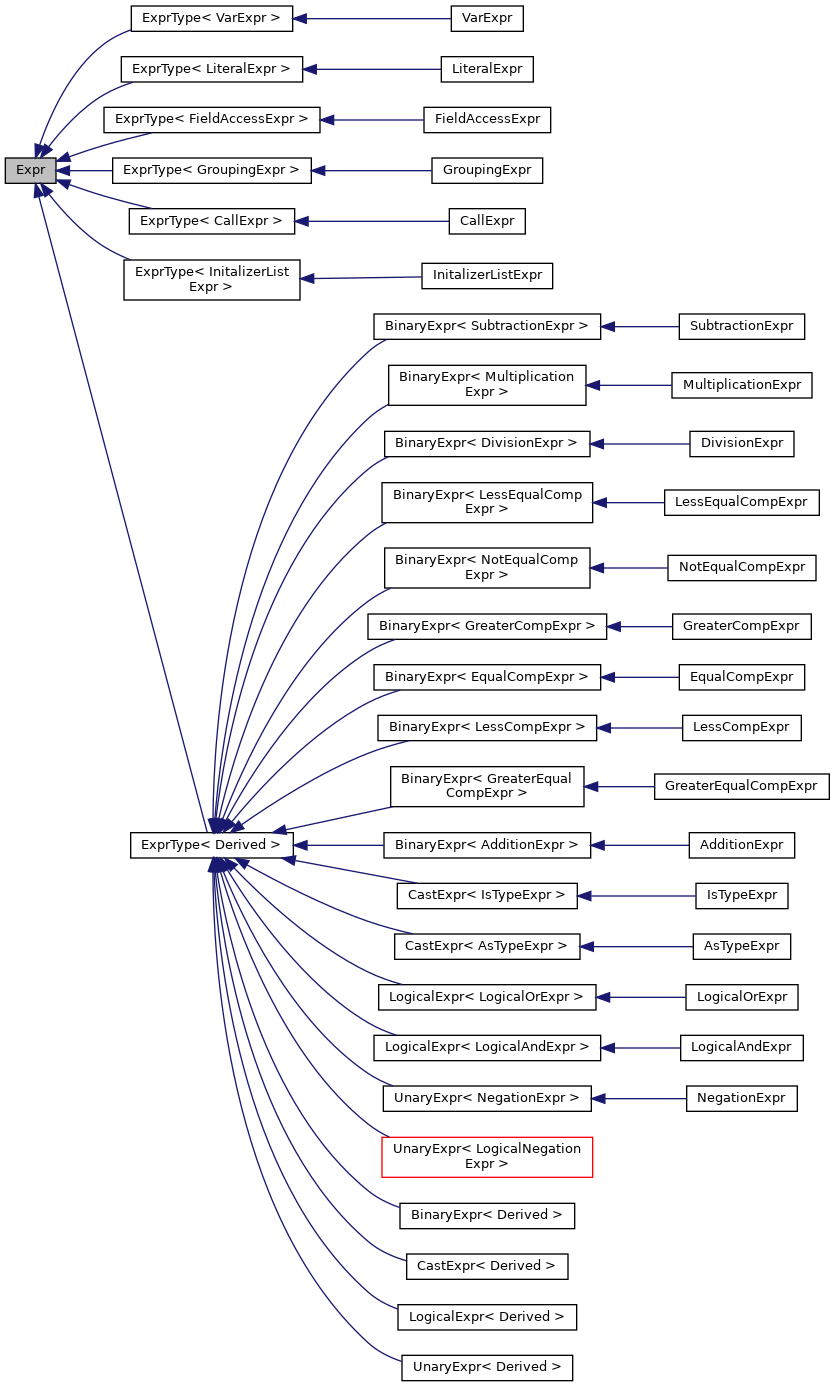 ExprType< VarExpr >
VarExpr
ExprType< LiteralExpr >
LiteralExpr
ExprType< FieldAccessExpr >
FieldAccessExpr
Expr
ExprType< GroupingExpr >
GroupingExpr
ExprType< CallExpr >
CallExpr
ExprType< InitalizerList
Expr >
InitalizerListExpr
BinaryExpr< SubtractionExpr >
SubtractionExpr
BinaryExpr< Multiplication
Expr >
MultiplicationExpr
BinaryExpr< DivisionExpr >
DivisionExpr
BinaryExpr< LessEqualComp
Expr >
LessEqualCompExpr
BinaryExpr< NotEqualComp
Expr >
NotEqualCompExpr
BinaryExpr< GreaterCompExpr >
GreaterCompExpr
BinaryExpr< EqualCompExpr >
EqualCompExpr
BinaryExpr< LessCompExpr >
LessCompExpr
BinaryExpr< GreaterEqual
CompExpr >
GreaterEqualCompExpr
ExprType< Derived >
BinaryExpr< AdditionExpr >
AdditionExpr
CastExpr< IsTypeExpr >
IsTypeExpr
CastExpr< AsTypeExpr >
AsTypeExpr
LogicalExpr< LogicalOrExpr >
LogicalOrExpr
LogicalExpr< LogicalAndExpr >
LogicalAndExpr
UnaryExpr< NegationExpr >
NegationExpr
UnaryExpr< LogicalNegation
Expr >
BinaryExpr< Derived >
CastExpr< Derived >
LogicalExpr< Derived >
UnaryExpr< Derived >